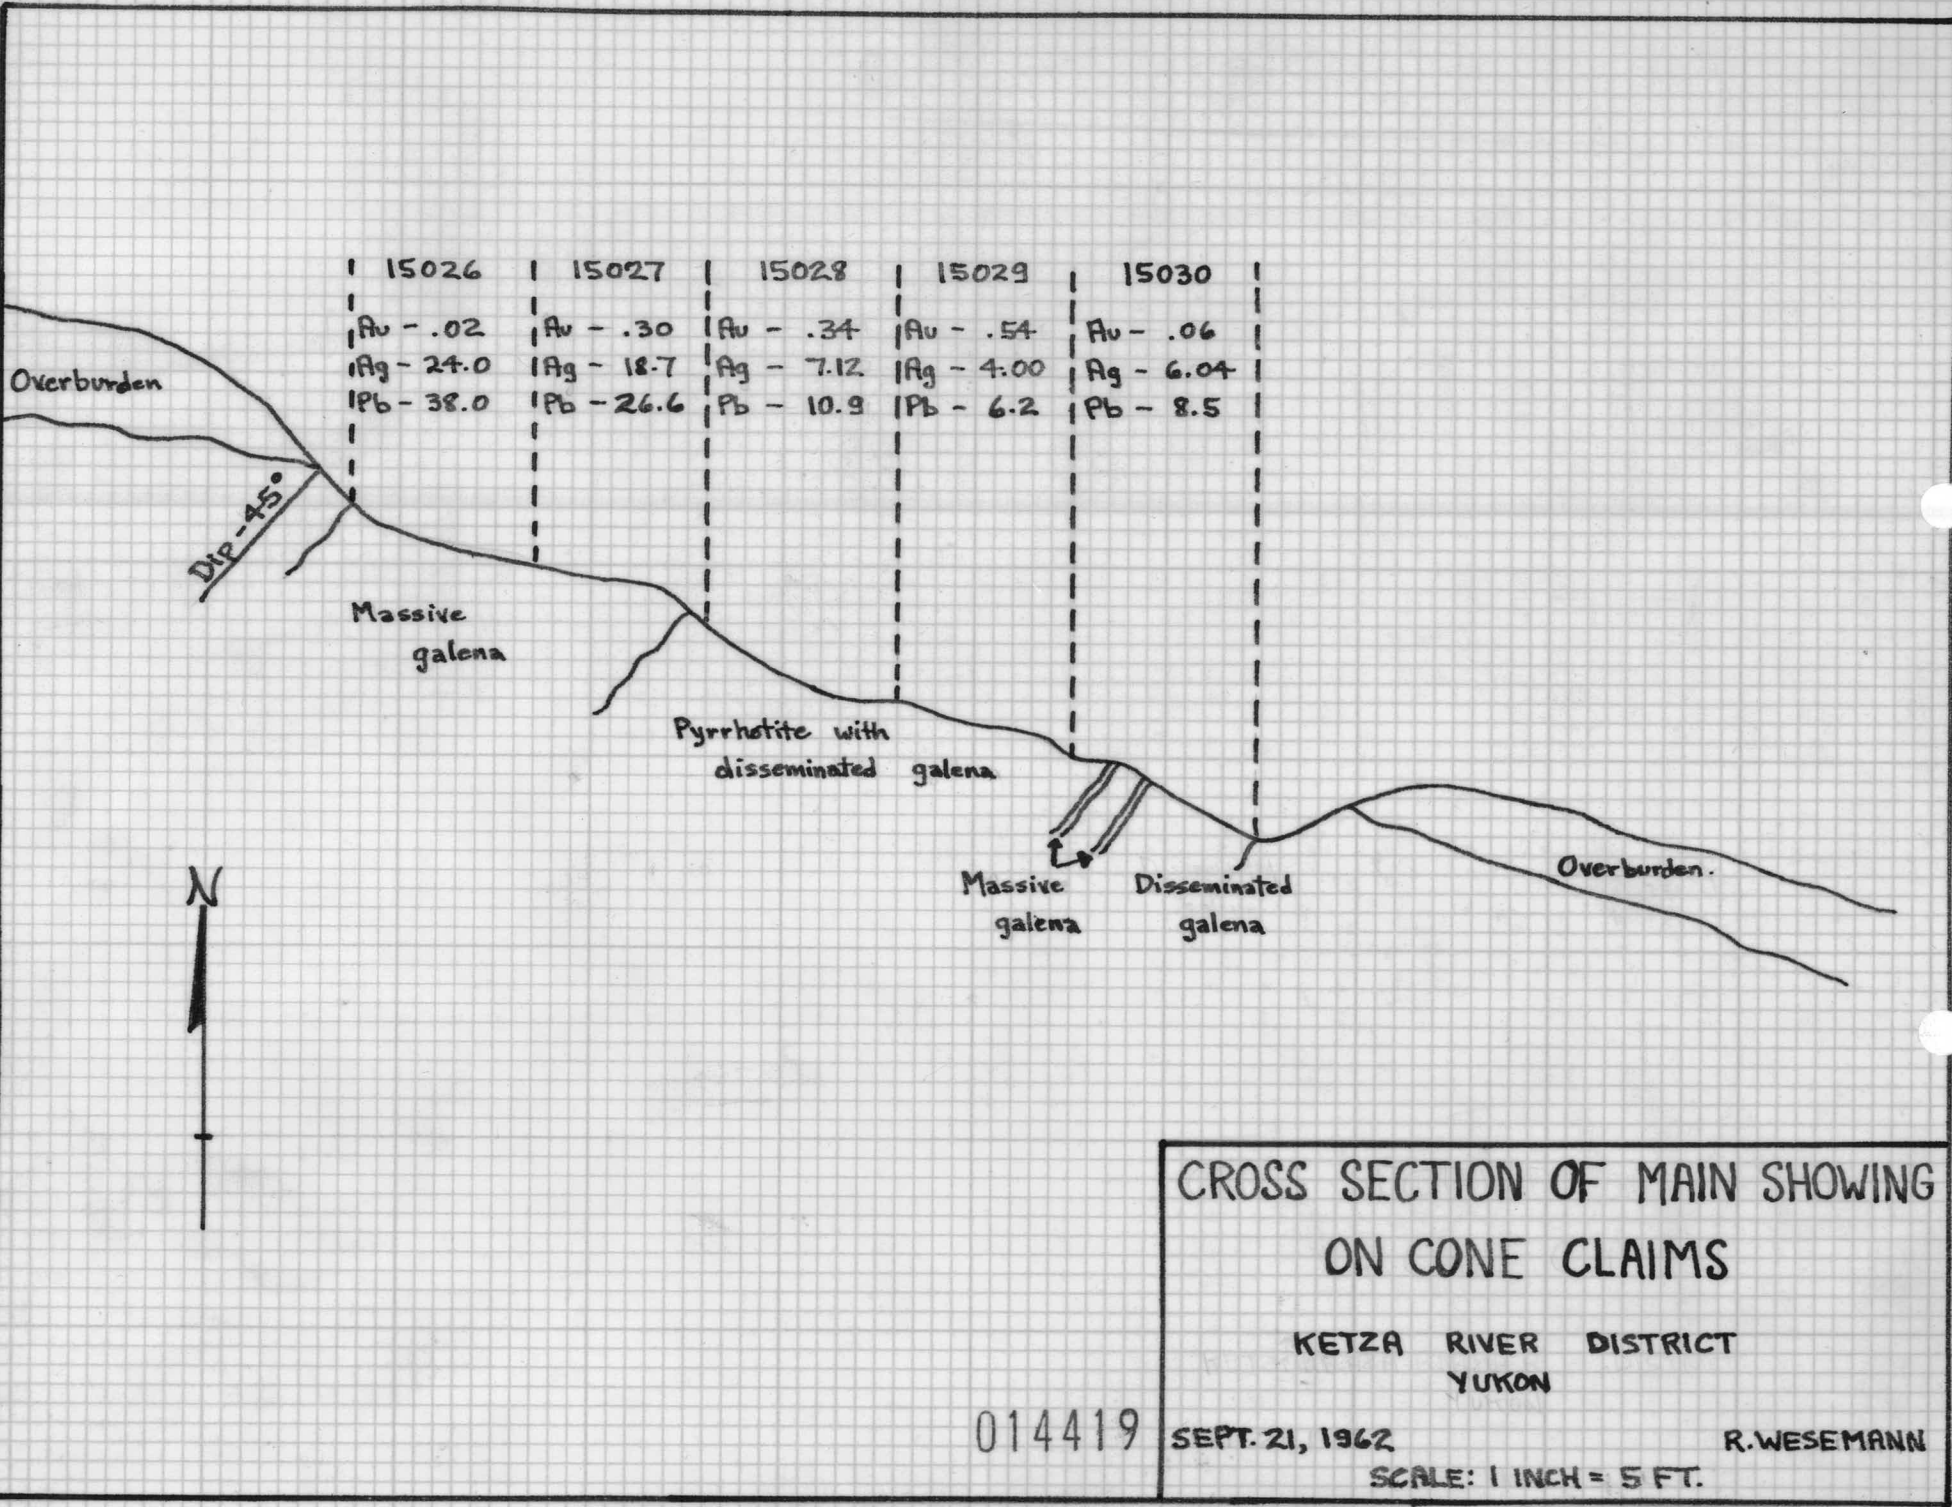 15026 15027 15028 15029 15030
Au - .02 Au - .30 Au - .34 Au - .54 Au - .06
Ag - 24.0 Ag - 18.7 Ag - 7.12 Ag - 4.00 Ag - 6.04
Pb - 38.0 Pb - 26.6 Pb - 10.9 Pb - 6.2 Pb - 8.5
Overburden
Dip - 45°
Massive
galena
Pyrrhotite with
disseminated galena
Massive
galena
Disseminated
galena
Overburden.
N
CROSS SECTION OF MAIN SHOWING
ON CONE CLAIMS
KETZA RIVER DISTRICT
YUKON
014419
SEPT. 21, 1962 R. WESEMANN
SCALE: 1 INCH = 5 FT.